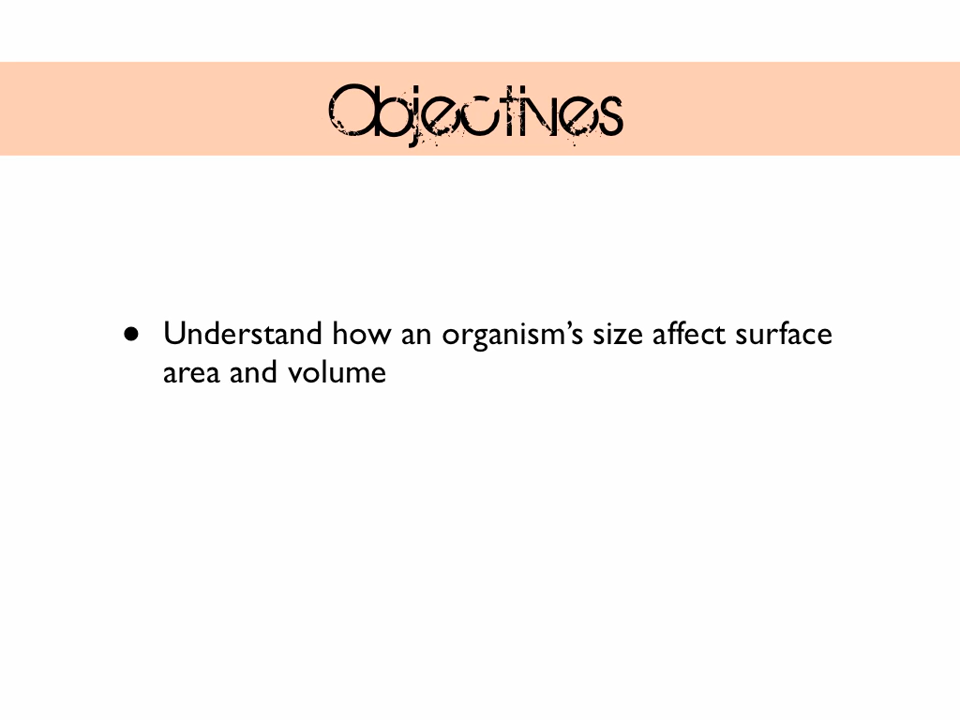 Objectives
• Understand how an organism’s size affect surface
area and volume